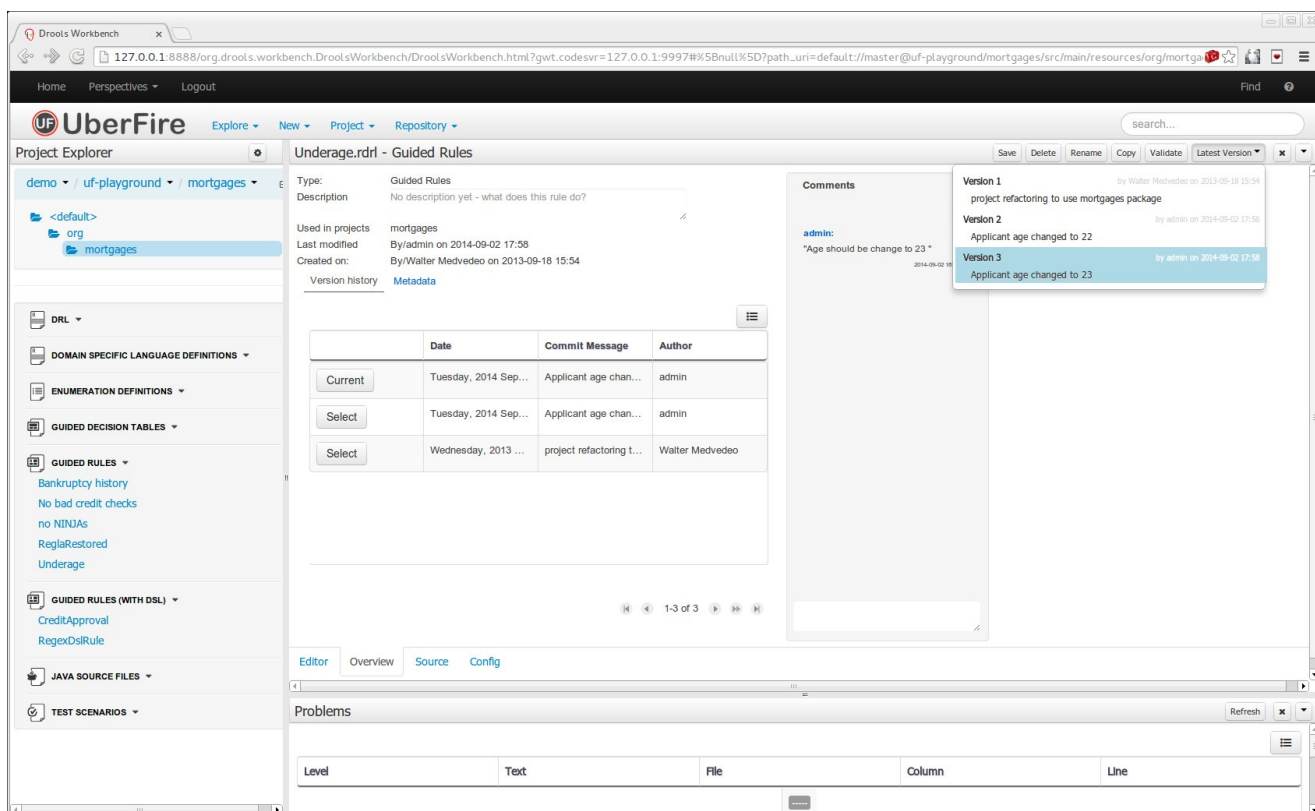 Drools Workbench
127.0.0.1:8888/org.drools.workbench.DroolsWorkbench/DroolsWorkbench.html?gwt.codesvr=127.0.0.1:9997#%5Bnull%5D?path_uri=default://master@uf-playground/mortgages/src/main/resources/org/mortga
Home Perspectives Logout Find
UF UberFire Explore New Project Repository search...
Project Explorer
demo / uf-playground / mortgages
<default>
org
mortgages
DRL
DOMAIN SPECIFIC LANGUAGE DEFINITIONS
ENUMERATION DEFINITIONS
GUIDED DECISION TABLES
GUIDED RULES
Bankruptcy history
No bad credit checks
no NINJAs
ReglaRestored
Underage
GUIDED RULES (WITH DSL)
CreditApproval
RegexDslRule
JAVA SOURCE FILES
TEST SCENARIOS
Underage.rdrl - Guided Rules
Save Delete Rename Copy Validate Latest Version
Type: Guided Rules
Description No description yet - what does this rule do?
Used in projects mortgages
Last modified By/admin on 2014-09-02 17:58
Created on: By/Walter Medvedeo on 2013-09-18 15:54
Version history Metadata
Date Commit Message Author
Current Tuesday, 2014 Sep... Applicant age chan... admin
Select Tuesday, 2014 Sep... Applicant age chan... admin
Select Wednesday, 2013 ... project refactoring t... Walter Medvedeo
1-3 of 3
Comments
admin:
"Age should be change to 23 "
Version 1 by Walter Medvedeo on 2013-09-18 15:54
project refactoring to use mortgages package
Version 2 by admin on 2014-09-02 17:56
Applicant age changed to 22
Version 3 by admin on 2014-09-02 17:58
Applicant age changed to 23
Editor Overview Source Config
Problems Refresh
Level Text File Column Line